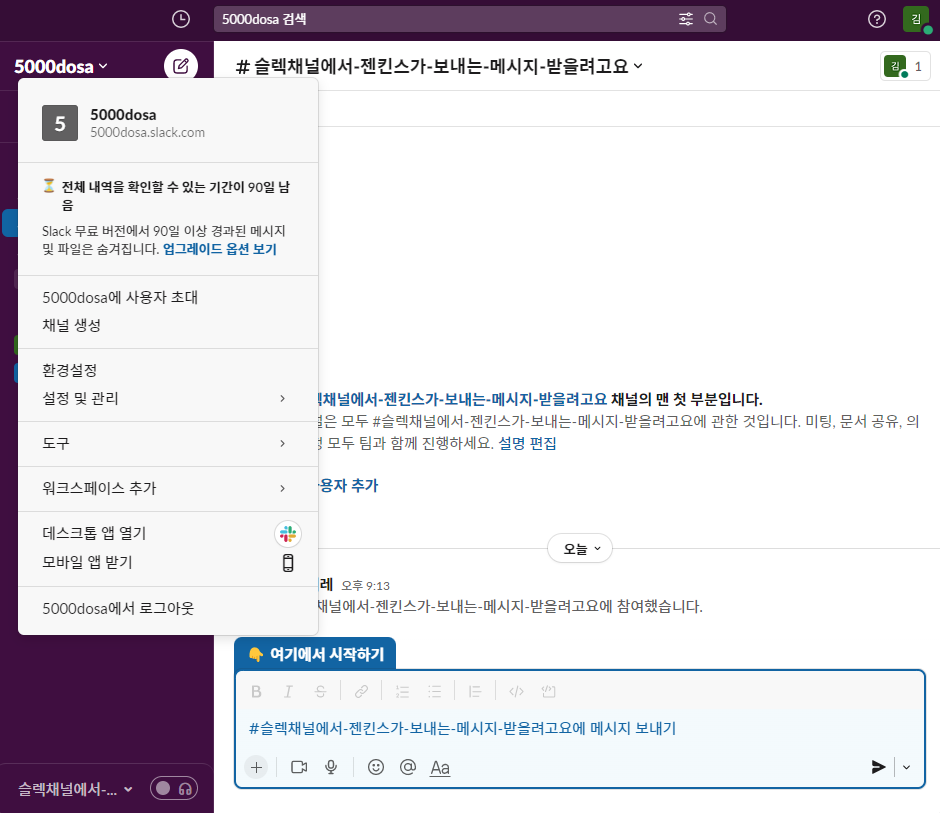 5000dosa 검색
김
5000dosa
# 슬렉채널에서-젠킨스가-보내는-메시지-받을려고요
김 1
5
5000dosa
5000dosa.slack.com
전체 내역을 확인할 수 있는 기간이 90일 남
음
Slack 무료 버전에서 90일 이상 경과된 메시지
및 파일은 숨겨집니다. 업그레이드 옵션 보기
5000dosa에 사용자 초대
채널 생성
환경설정
설정 및 관리
도구
워크스페이스 추가
데스크톱 앱 열기
모바일 앱 받기
5000dosa에서 로그아웃
채널에서-젠킨스가-보내는-메시지-받을려고요 채널의 맨 첫 부분입니다.
널은 모두 #슬렉채널에서-젠킨스가-보내는-메시지-받을려고요에 관한 것입니다. 미팅, 문서 공유, 의
모두 팀과 함께 진행하세요. 설명 편집
용자 추가
오늘
레 오후 9:13
채널에서-젠킨스가-보내는-메시지-받을려고요에 참여했습니다.
여기에서 시작하기
B I S
#슬렉채널에서-젠킨스가-보내는-메시지-받을려고요에 메시지 보내기
Aa
슬렉채널에서-...